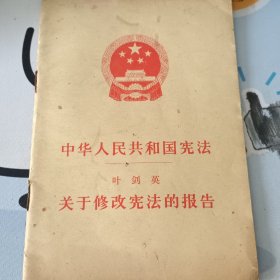 中华人民共和国宪法
叶剑英
关于修改宪法的报告